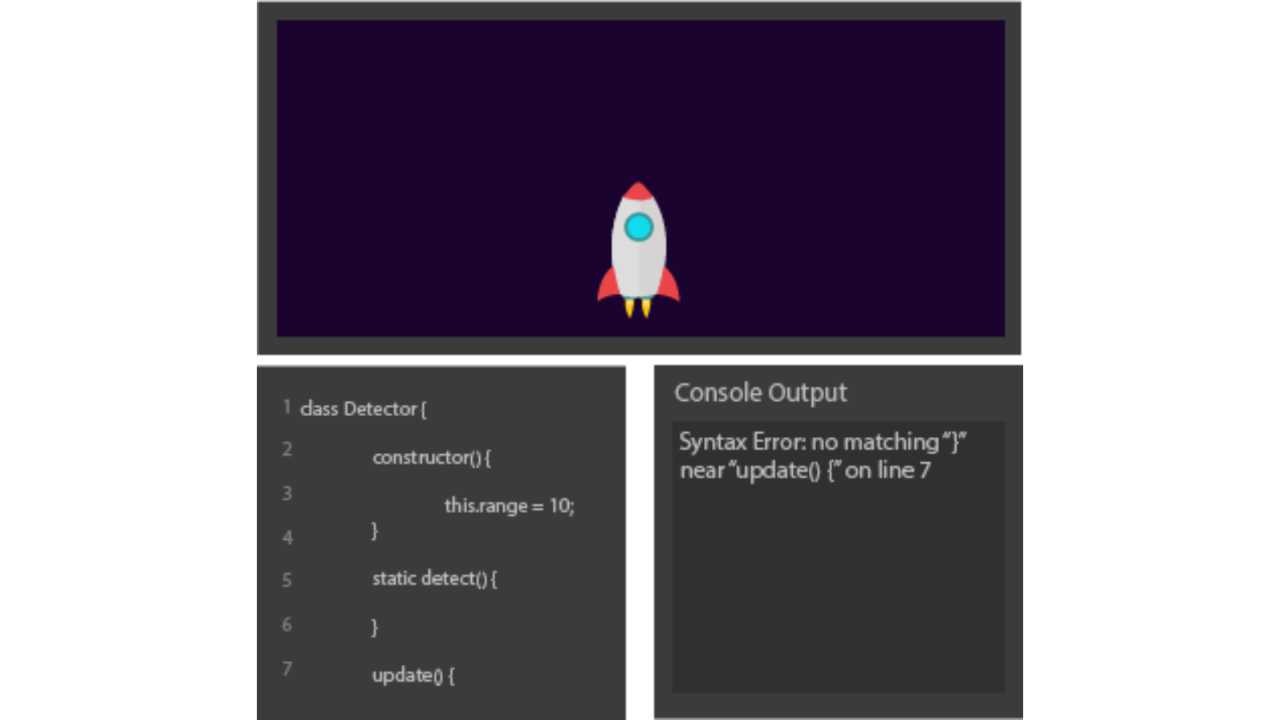 1 class Detector {
2 constructor() {
3 this.range = 10;
4 }
5 static detect() {
6 }
7 update() {
Console Output
Syntax Error: no matching “}”
near “update() {” on line 7